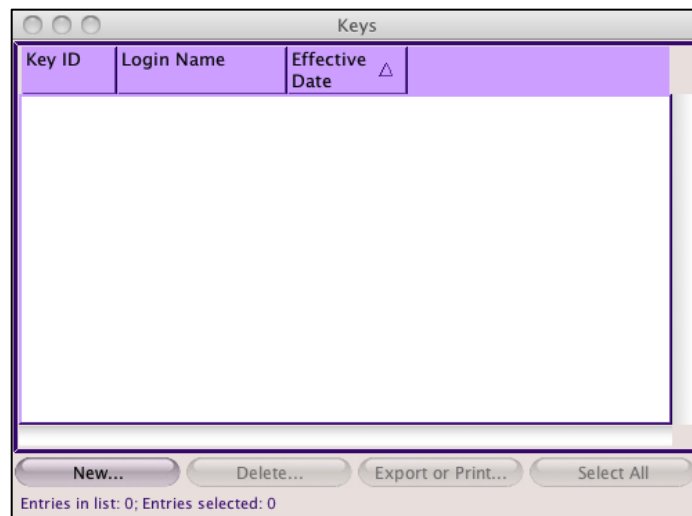 Keys
Key ID Login Name Effective Date
New... Delete... Export or Print... Select All
Entries in list: 0; Entries selected: 0